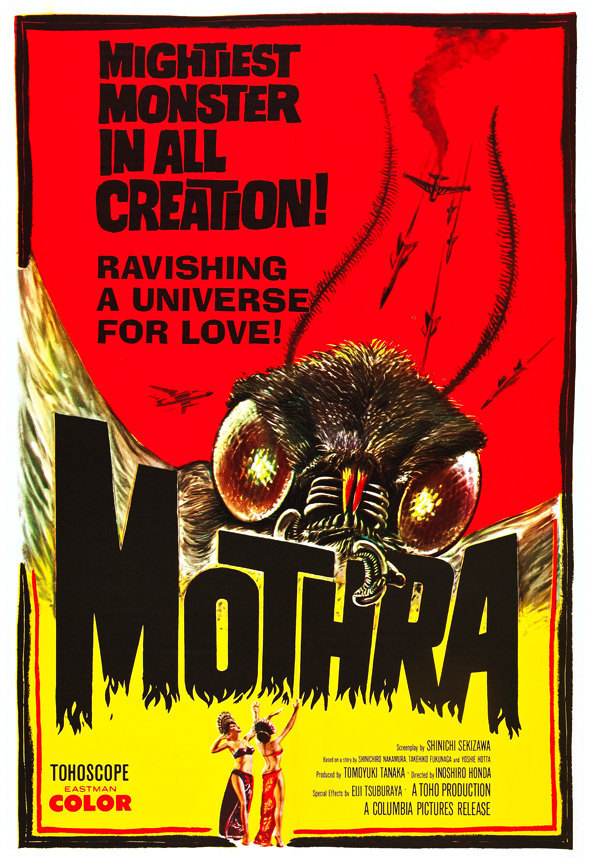 MIGHTIEST
MONSTER
IN ALL
CREATION!
RAVISHING
A UNIVERSE
FOR LOVE!
MOTHRA
TOHOSCOPE
EASTMAN
COLOR
Screenplay by SHINICHI SEKIZAWA
Based on a story by SHINICHIRO NAKAMURA, TAKEHIKO FUKUNAGA and YOSHIE HOTTA
Produced by TOMOYUKI TANAKA · Directed by INOSHIRO HONDA
Special Effects by EIJI TSUBURAYA · A TOHO PRODUCTION
A COLUMBIA PICTURES RELEASE